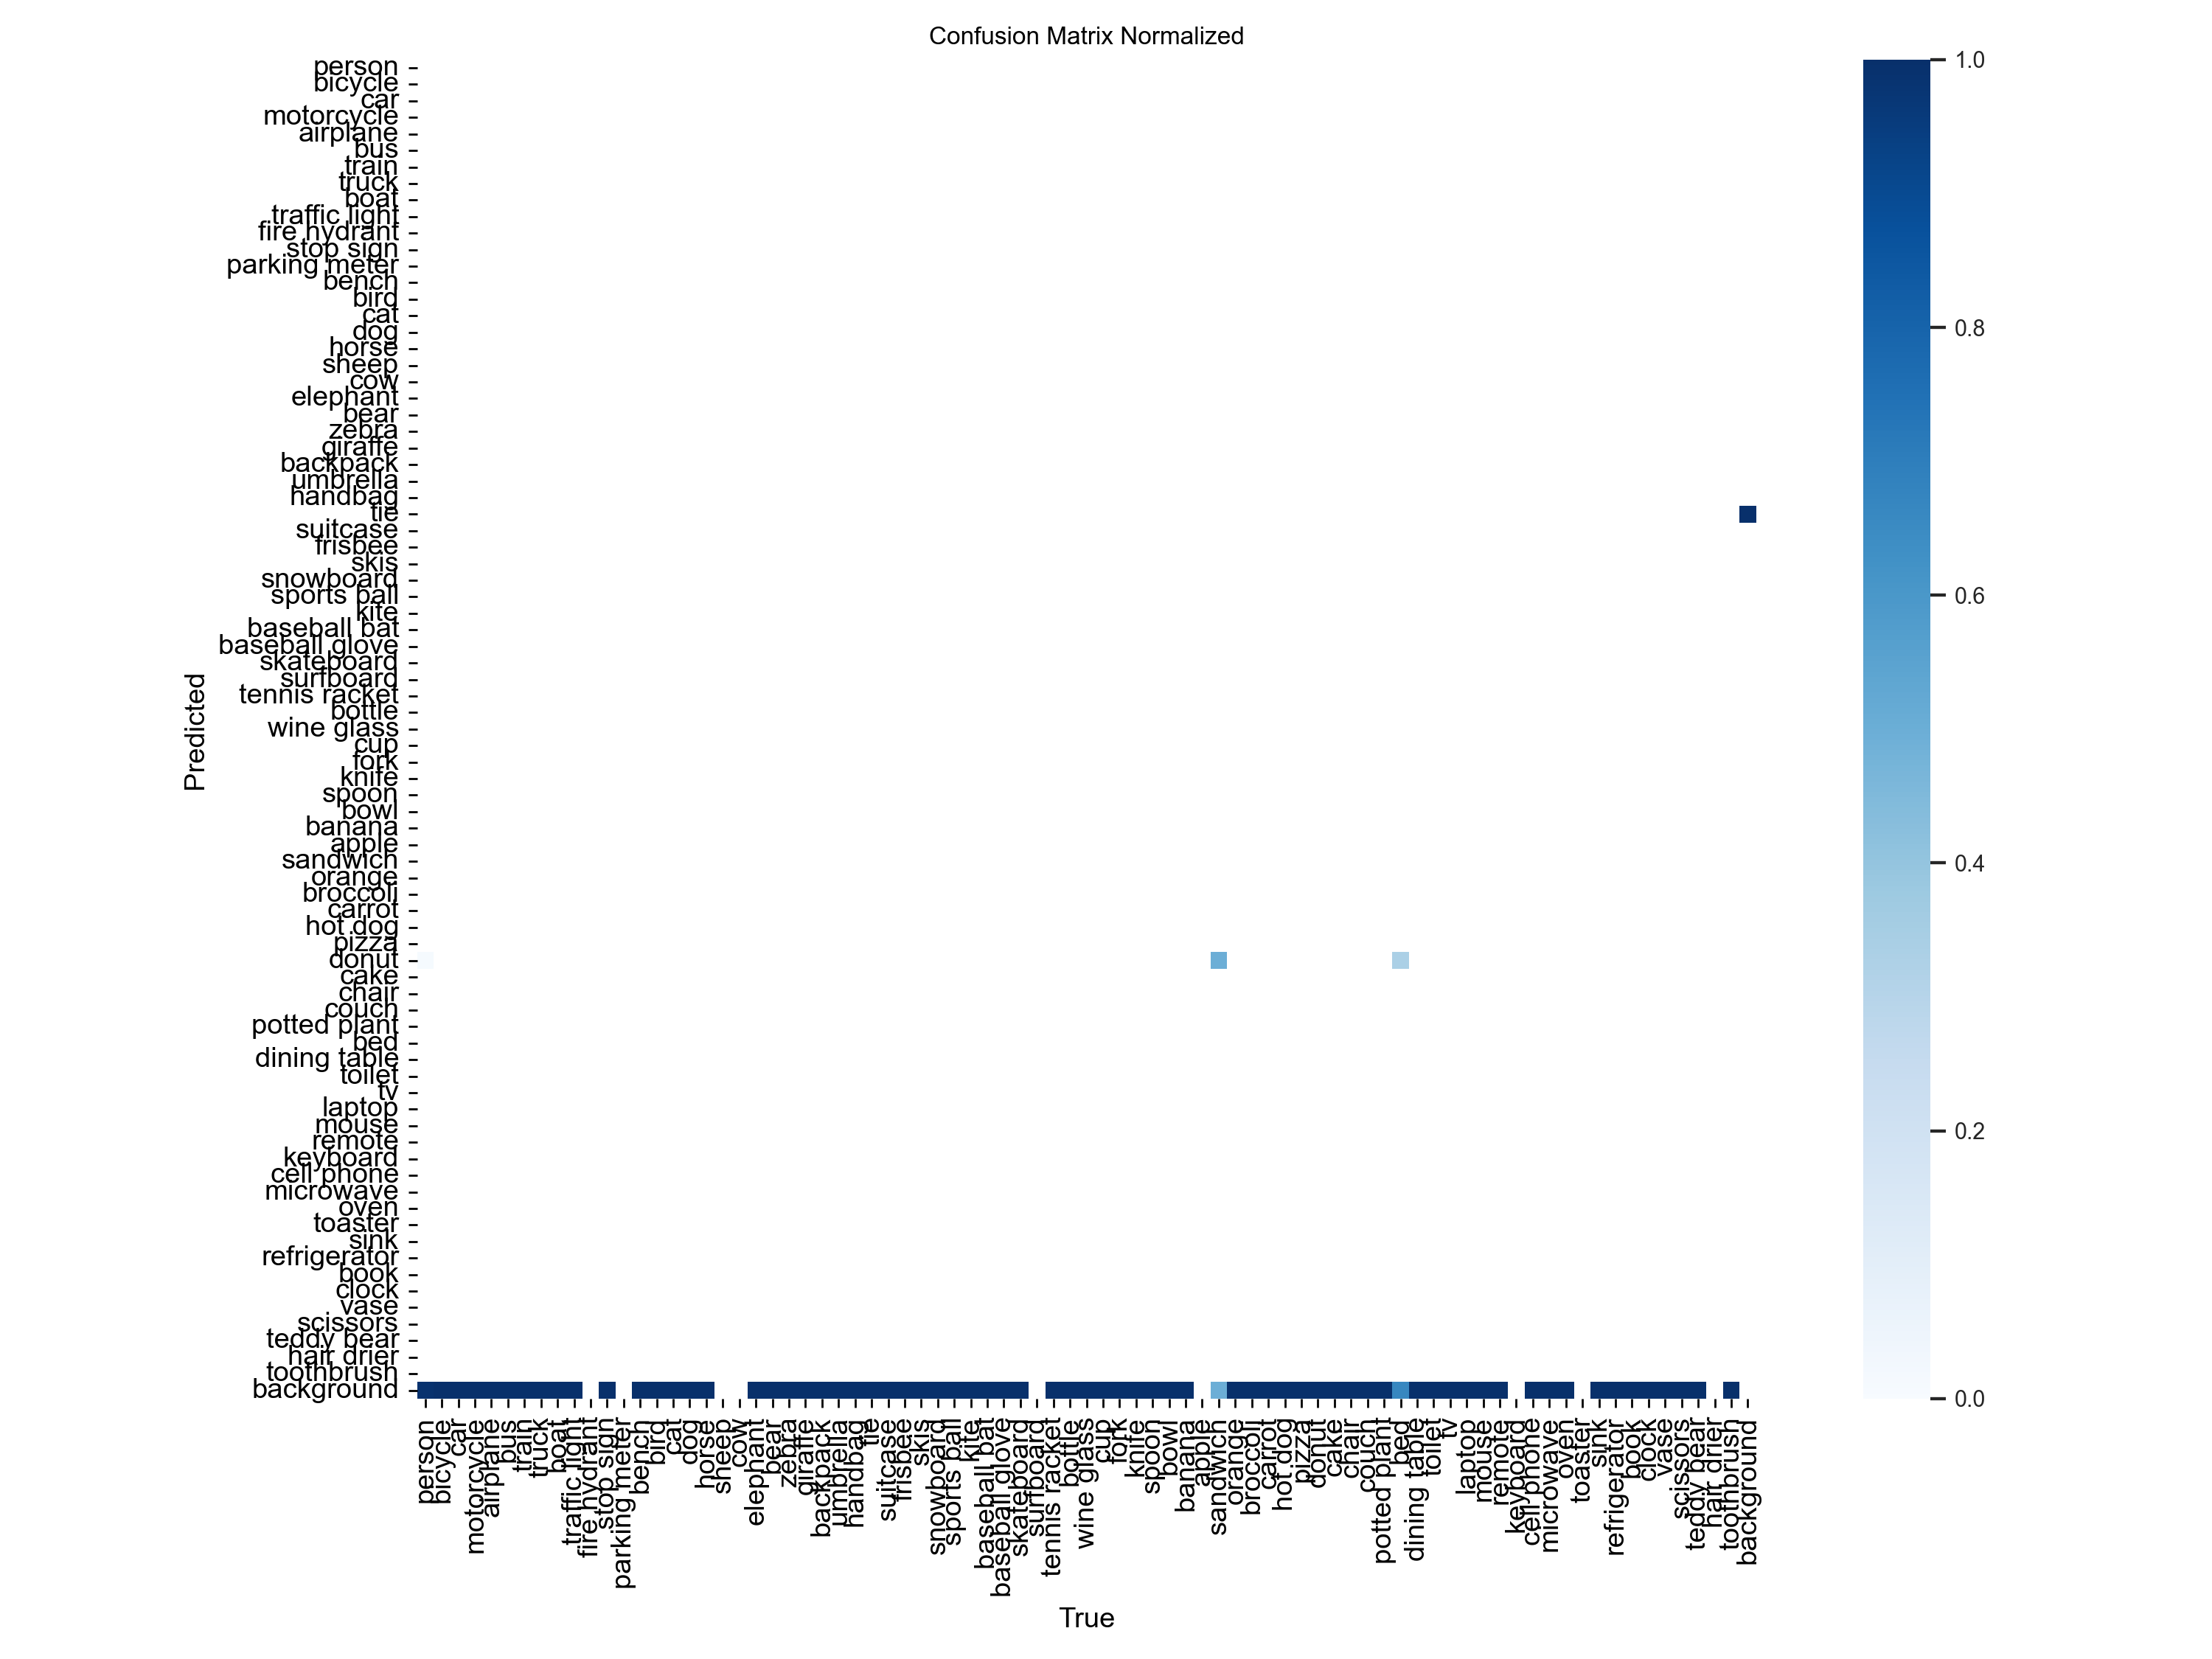 Confusion Matrix Normalized
person
bicycle
car
motorcycle
airplane
bus
train
truck
boat
traffic light
fire hydrant
stop sign
parking meter
bench
bird
cat
dog
horse
sheep
cow
elephant
bear
zebra
giraffe
backpack
umbrella
handbag
tie
suitcase
frisbee
skis
snowboard
sports ball
kite
baseball bat
baseball glove
skateboard
surfboard
tennis racket
bottle
wine glass
cup
fork
knife
spoon
bowl
banana
apple
sandwich
orange
broccoli
carrot
hot dog
pizza
donut
cake
chair
couch
potted plant
bed
dining table
toilet
tv
laptop
mouse
remote
keyboard
cell phone
microwave
oven
toaster
sink
refrigerator
book
clock
vase
scissors
teddy bear
hair drier
toothbrush
background
Predicted
person
bicycle
car
motorcycle
airplane
bus
train
truck
boat
traffic light
fire hydrant
stop sign
parking meter
bench
bird
cat
dog
horse
sheep
cow
elephant
bear
zebra
giraffe
backpack
umbrella
handbag
tie
suitcase
frisbee
skis
snowboard
sports ball
kite
baseball bat
baseball glove
skateboard
surfboard
tennis racket
bottle
wine glass
cup
fork
knife
spoon
bowl
banana
apple
sandwich
orange
broccoli
carrot
hot dog
pizza
donut
cake
chair
couch
potted plant
bed
dining table
toilet
tv
laptop
mouse
remote
keyboard
cell phone
microwave
oven
toaster
sink
refrigerator
book
clock
vase
scissors
teddy bear
hair drier
toothbrush
background
True
1.0
0.8
0.6
0.4
0.2
0.0